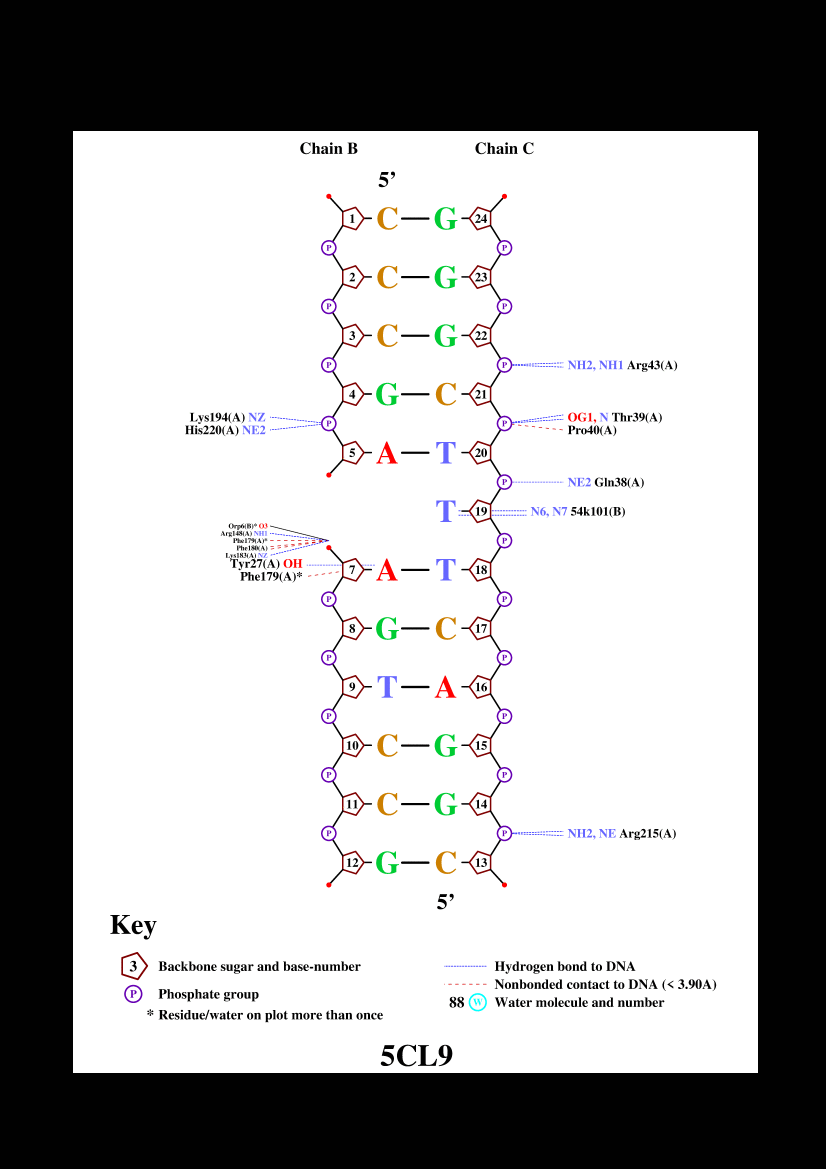 Chain B Chain C
5’
1 C G 24
P P
2 C G 23
P P
3 C G 22
P P NH2, NH1 Arg43(A)
4 G C 21
Lys194(A) NZ P P OG1, N Thr39(A)
His220(A) NE2 Pro40(A)
5 A T 20
P NE2 Gln38(A)
T 19 N6, N7 54k101(B)
Orp6(B)* O3
Arg148(A) NH1
Phe179(A)* P
Phe180(A)
Lys183(A) NZ
Tyr27(A) OH 7 A T 18
Phe179(A)*
P P
8 G C 17
P P
9 T A 16
P P
10 C G 15
P P
11 C G 14
P P NH2, NE Arg215(A)
12 G C 13
5’
Key
3 Backbone sugar and base-number Hydrogen bond to DNA
Nonbonded contact to DNA (< 3.90A)
P Phosphate group 88 W Water molecule and number
* Residue/water on plot more than once
5CL9